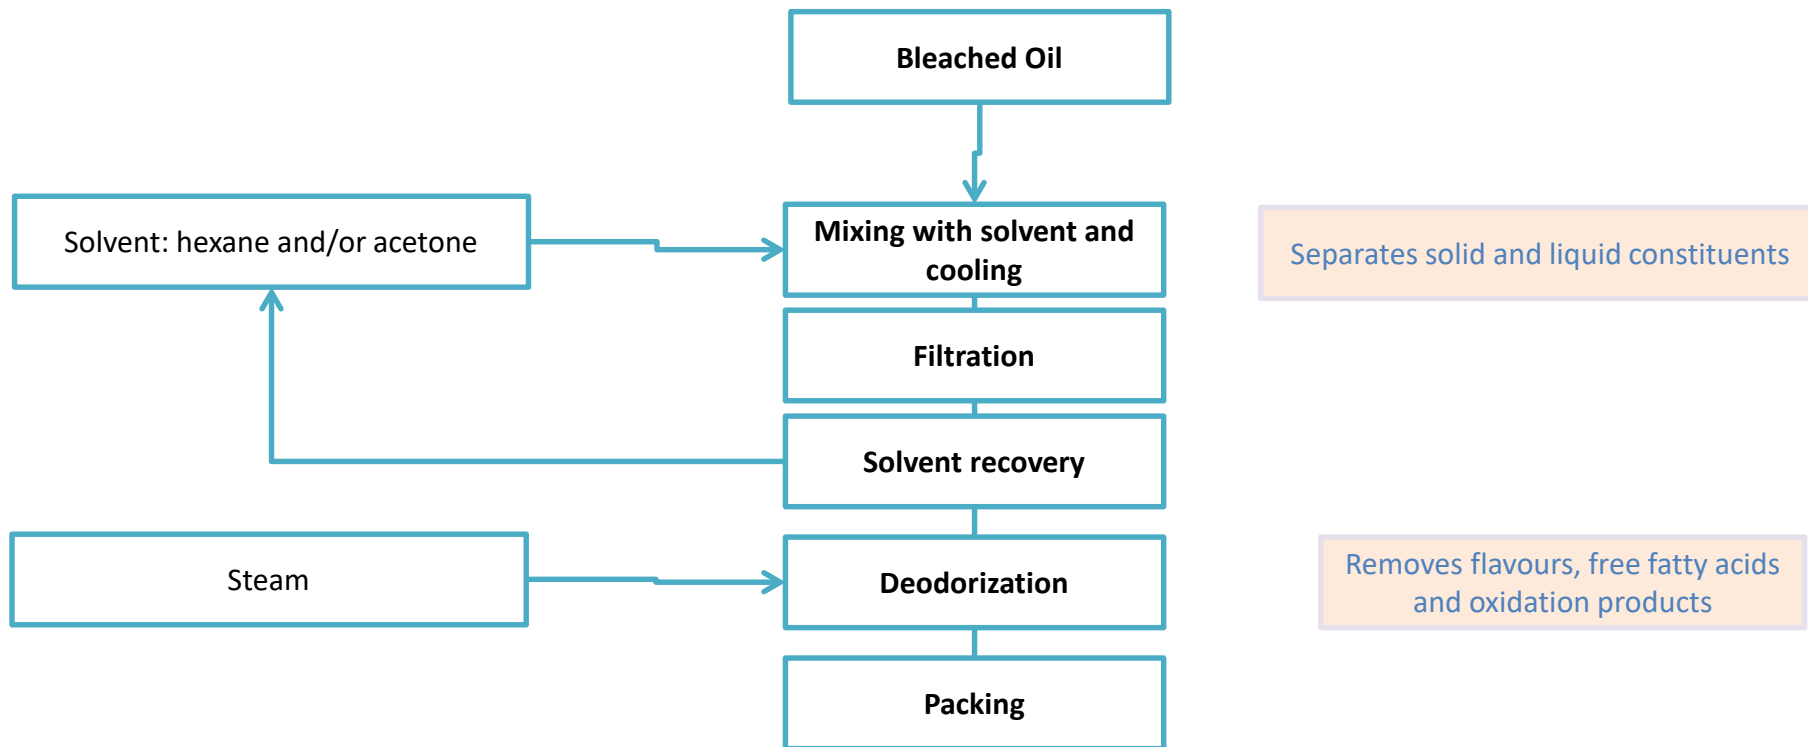 Bleached Oil
Solvent: hexane and/or acetone
Mixing with solvent and
cooling
Separates solid and liquid constituents
Filtration
Solvent recovery
Steam
Deodorization
Removes flavours, free fatty acids
and oxidation products
Packing